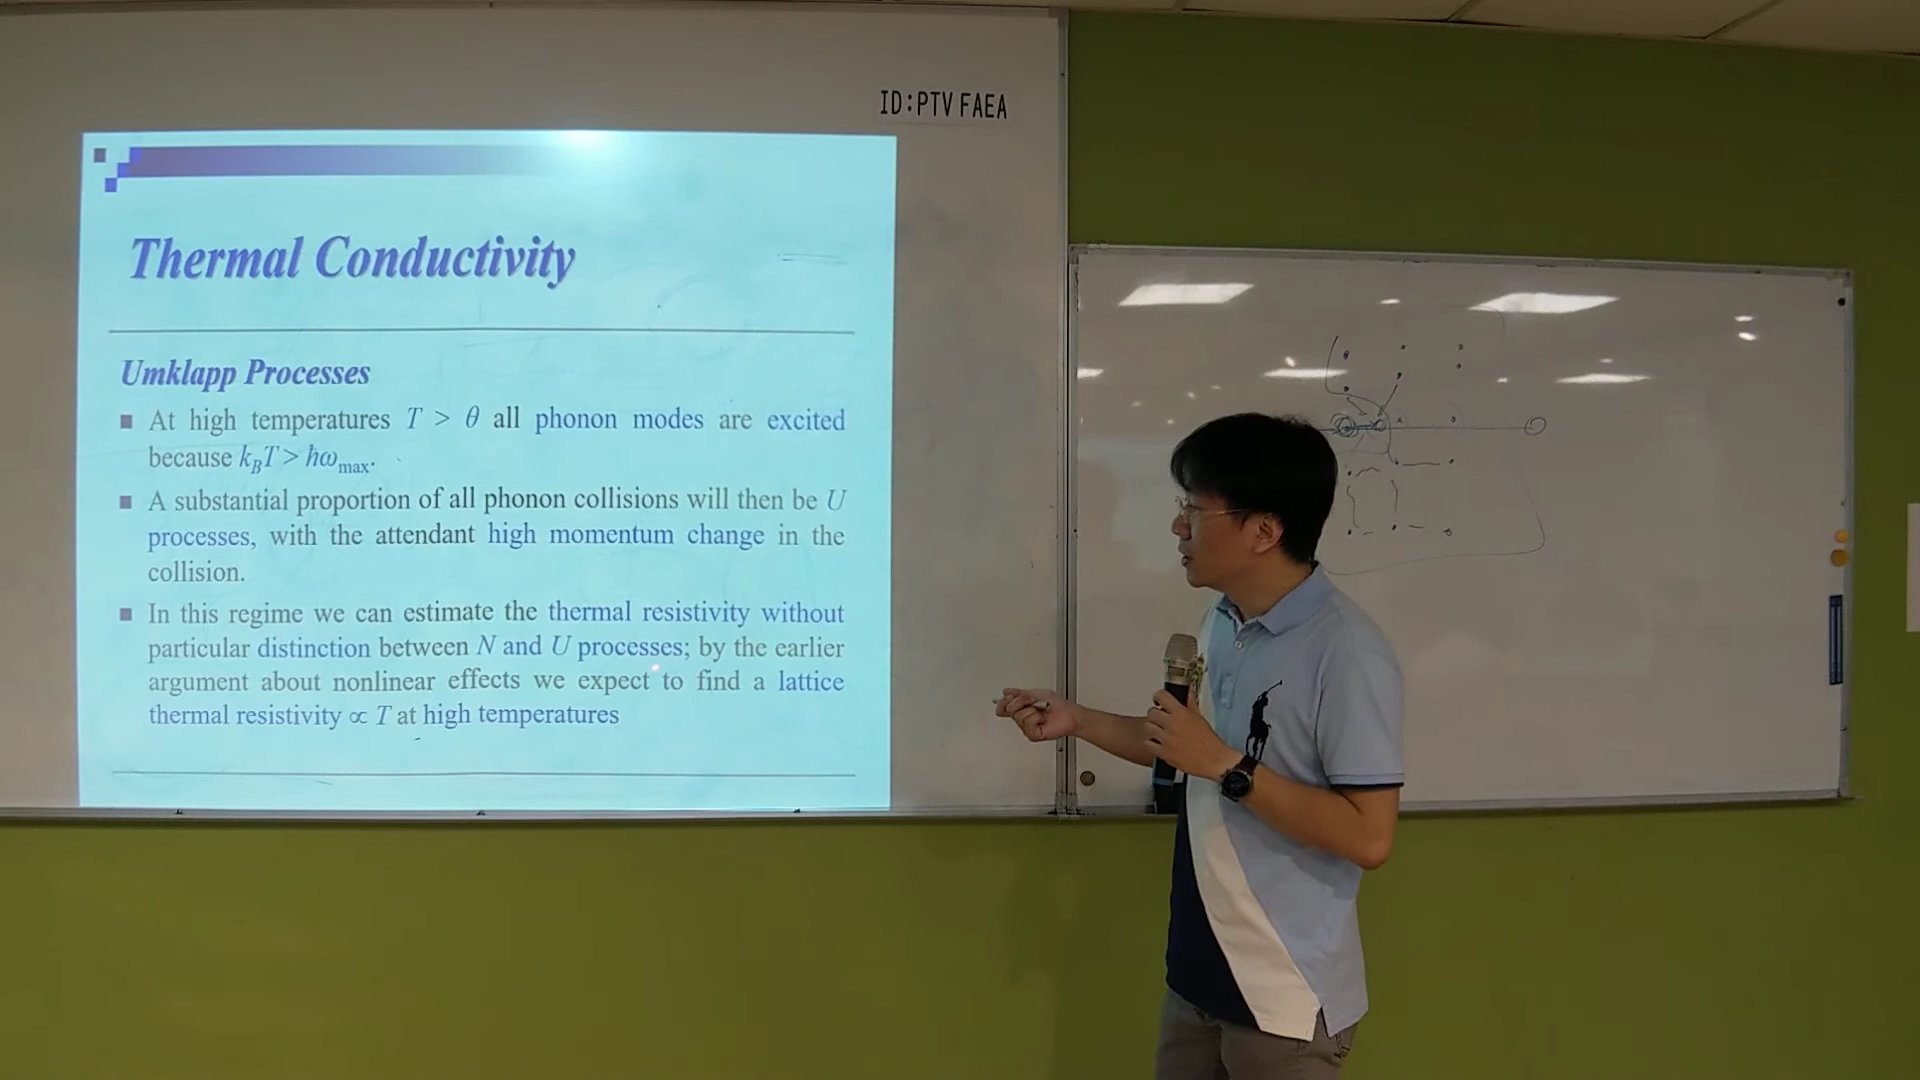 ID:PTV FAEA
Thermal Conductivity
Umklapp Processes
■ At high temperatures T > θ all phonon modes are excited
because k_BT > ħω_max.
■ A substantial proportion of all phonon collisions will then be U
processes, with the attendant high momentum change in the
collision.
■ In this regime we can estimate the thermal resistivity without
particular distinction between N and U processes; by the earlier
argument about nonlinear effects we expect to find a lattice
thermal resistivity ∝ T at high temperatures